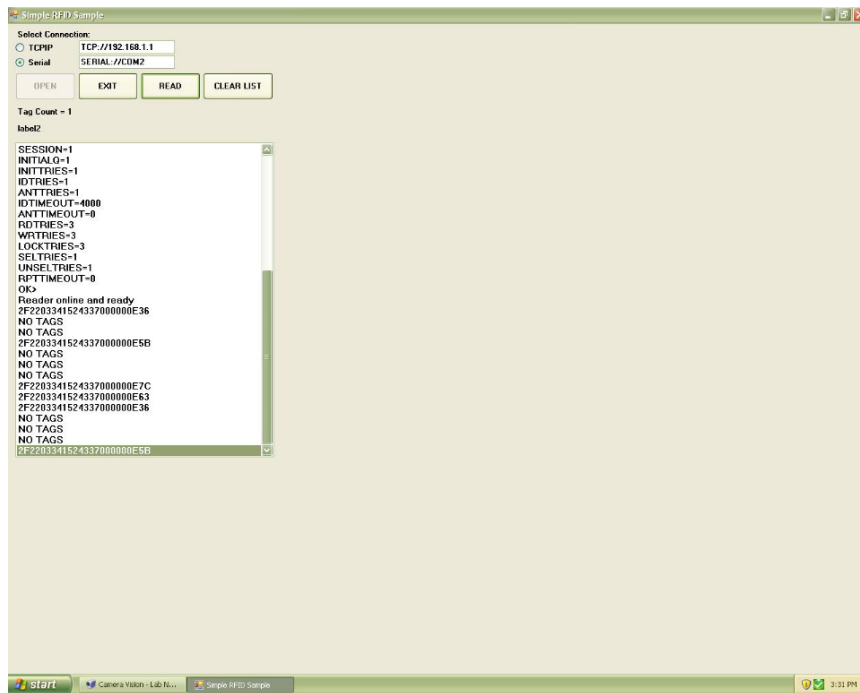 Simple RFID Sample
Select Connection:
TCPIP TCP://192.168.1.1
Serial SERIAL://COM2
OPEN EXIT READ CLEAR LIST
Tag Count = 1
label2
SESSION=1
INITIALQ=1
INITTRIES=1
IDTRIES=1
ANTTRIES=1
IDTIMEOUT=4000
ANTTIMEOUT=0
RDTRIES=3
WRTRIES=3
LOCKTRIES=3
SELTRIES=1
UNSELTRIES=1
RPTTIMEOUT=0
OK>
Reader online and ready
2F2203341524337000000E36
NO TAGS
NO TAGS
2F2203341524337000000E5B
NO TAGS
NO TAGS
NO TAGS
2F2203341524337000000E7C
2F2203341524337000000E63
2F2203341524337000000E36
NO TAGS
NO TAGS
NO TAGS
2F2203341524337000000E5B
start Camera Vision - Lab N... Simple RFID Sample 3:31 PM